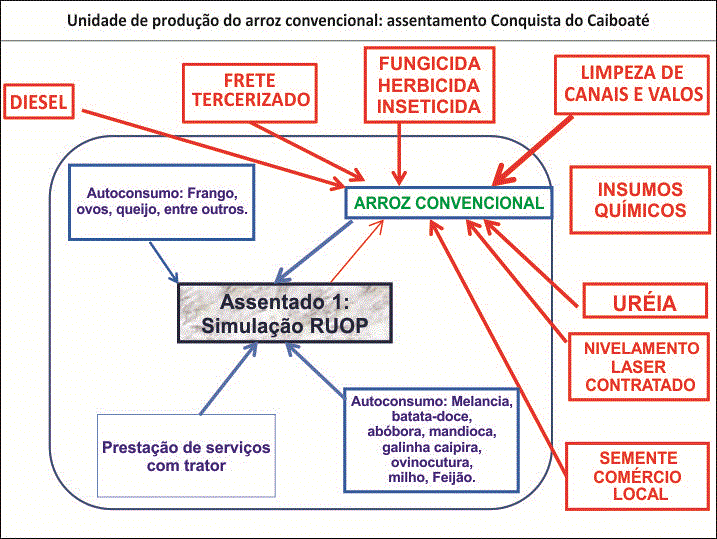 Unidade de produção do arroz convencional: assentamento Conquista do Caiboaté
DIESEL
FRETE
TERCERIZADO
FUNGICIDA
HERBICIDA
INSETICIDA
LIMPEZA DE
CANAIS E VALOS
Autoconsumo: Frango,
ovos, queijo, entre outros.
ARROZ CONVENCIONAL
INSUMOS
QUÍMICOS
Assentado 1:
Simulação RUOP
URÉIA
NIVELAMENTO
LASER
CONTRATADO
Prestação de serviços
com trator
Autoconsumo: Melancia,
batata-doce,
abóbora, mandioca,
galinha caipira,
ovinocutura,
milho, Feijão.
SEMENTE
COMÉRCIO
LOCAL